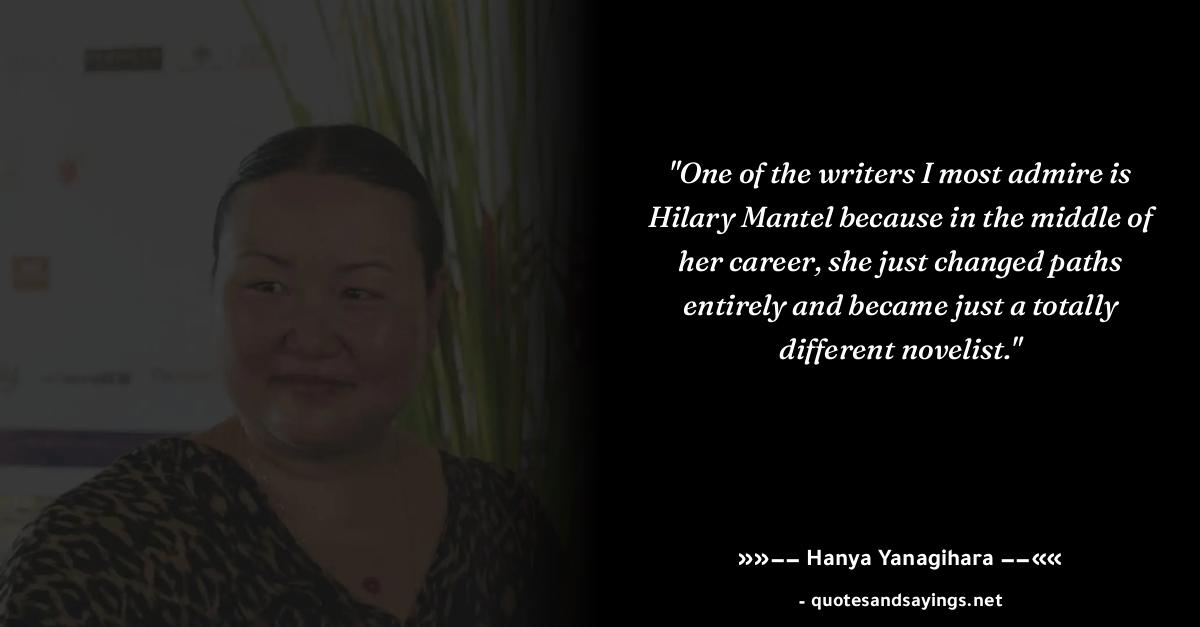 "One of the writers I most admire is
Hilary Mantel because in the middle of
her career, she just changed paths
entirely and became just a totally
different novelist."
»»−− Hanya Yanagihara −−««
- quotesandsayings.net